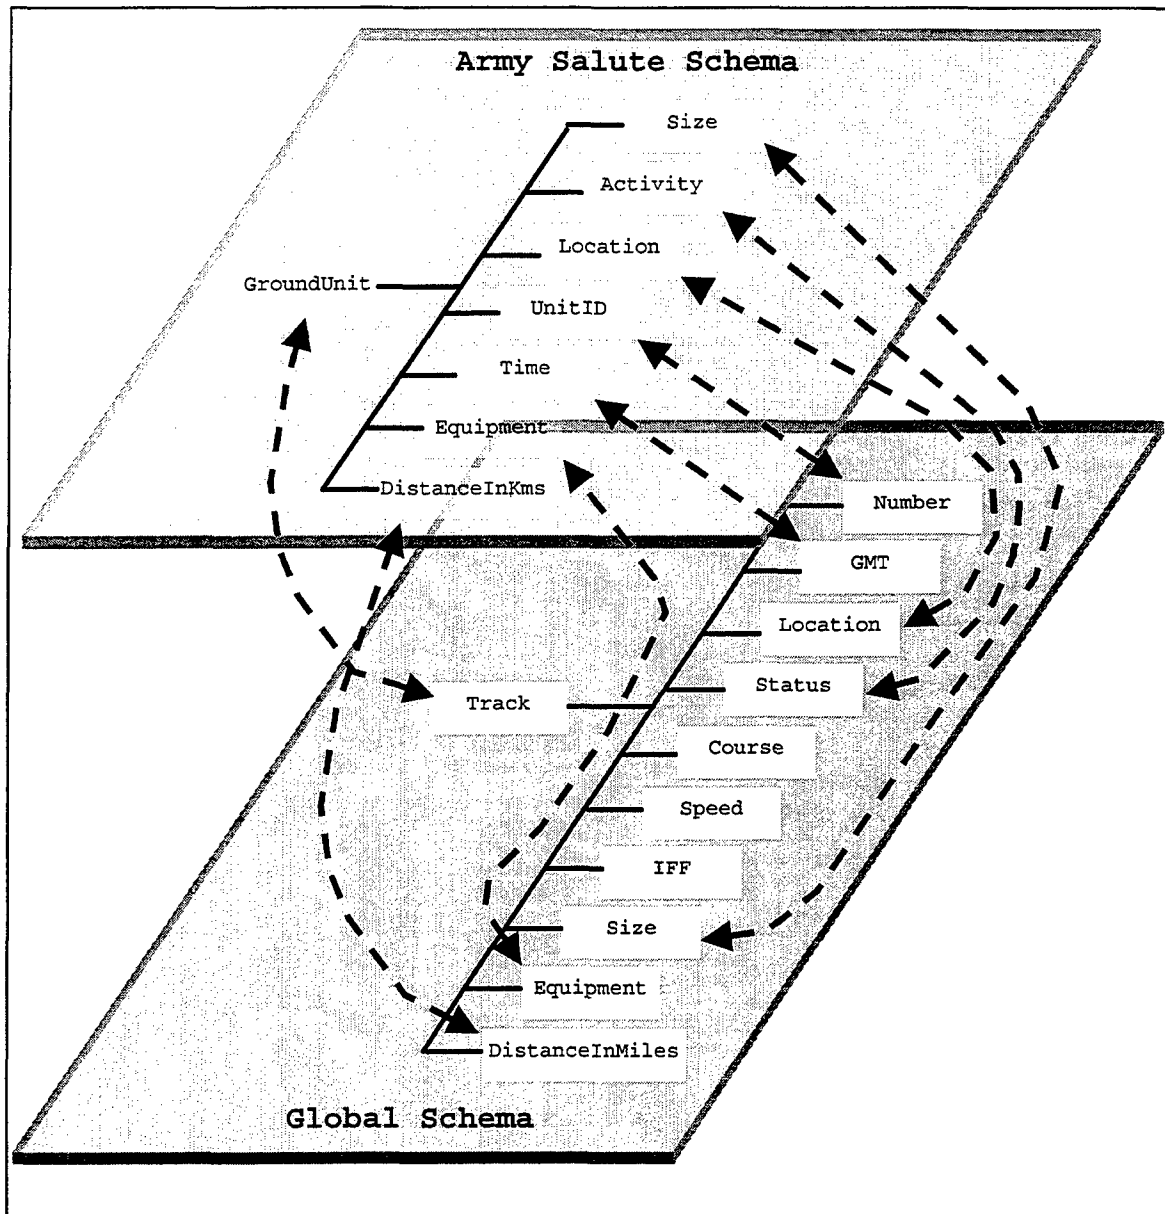 Army Salute Schema
Size
Activity
Location
GroundUnit
UnitID
Time
Equipment
DistanceInKms
Number
GMT
Location
Status
Track
Course
Speed
IFF
Size
Equipment
DistanceInMiles
Global Schema